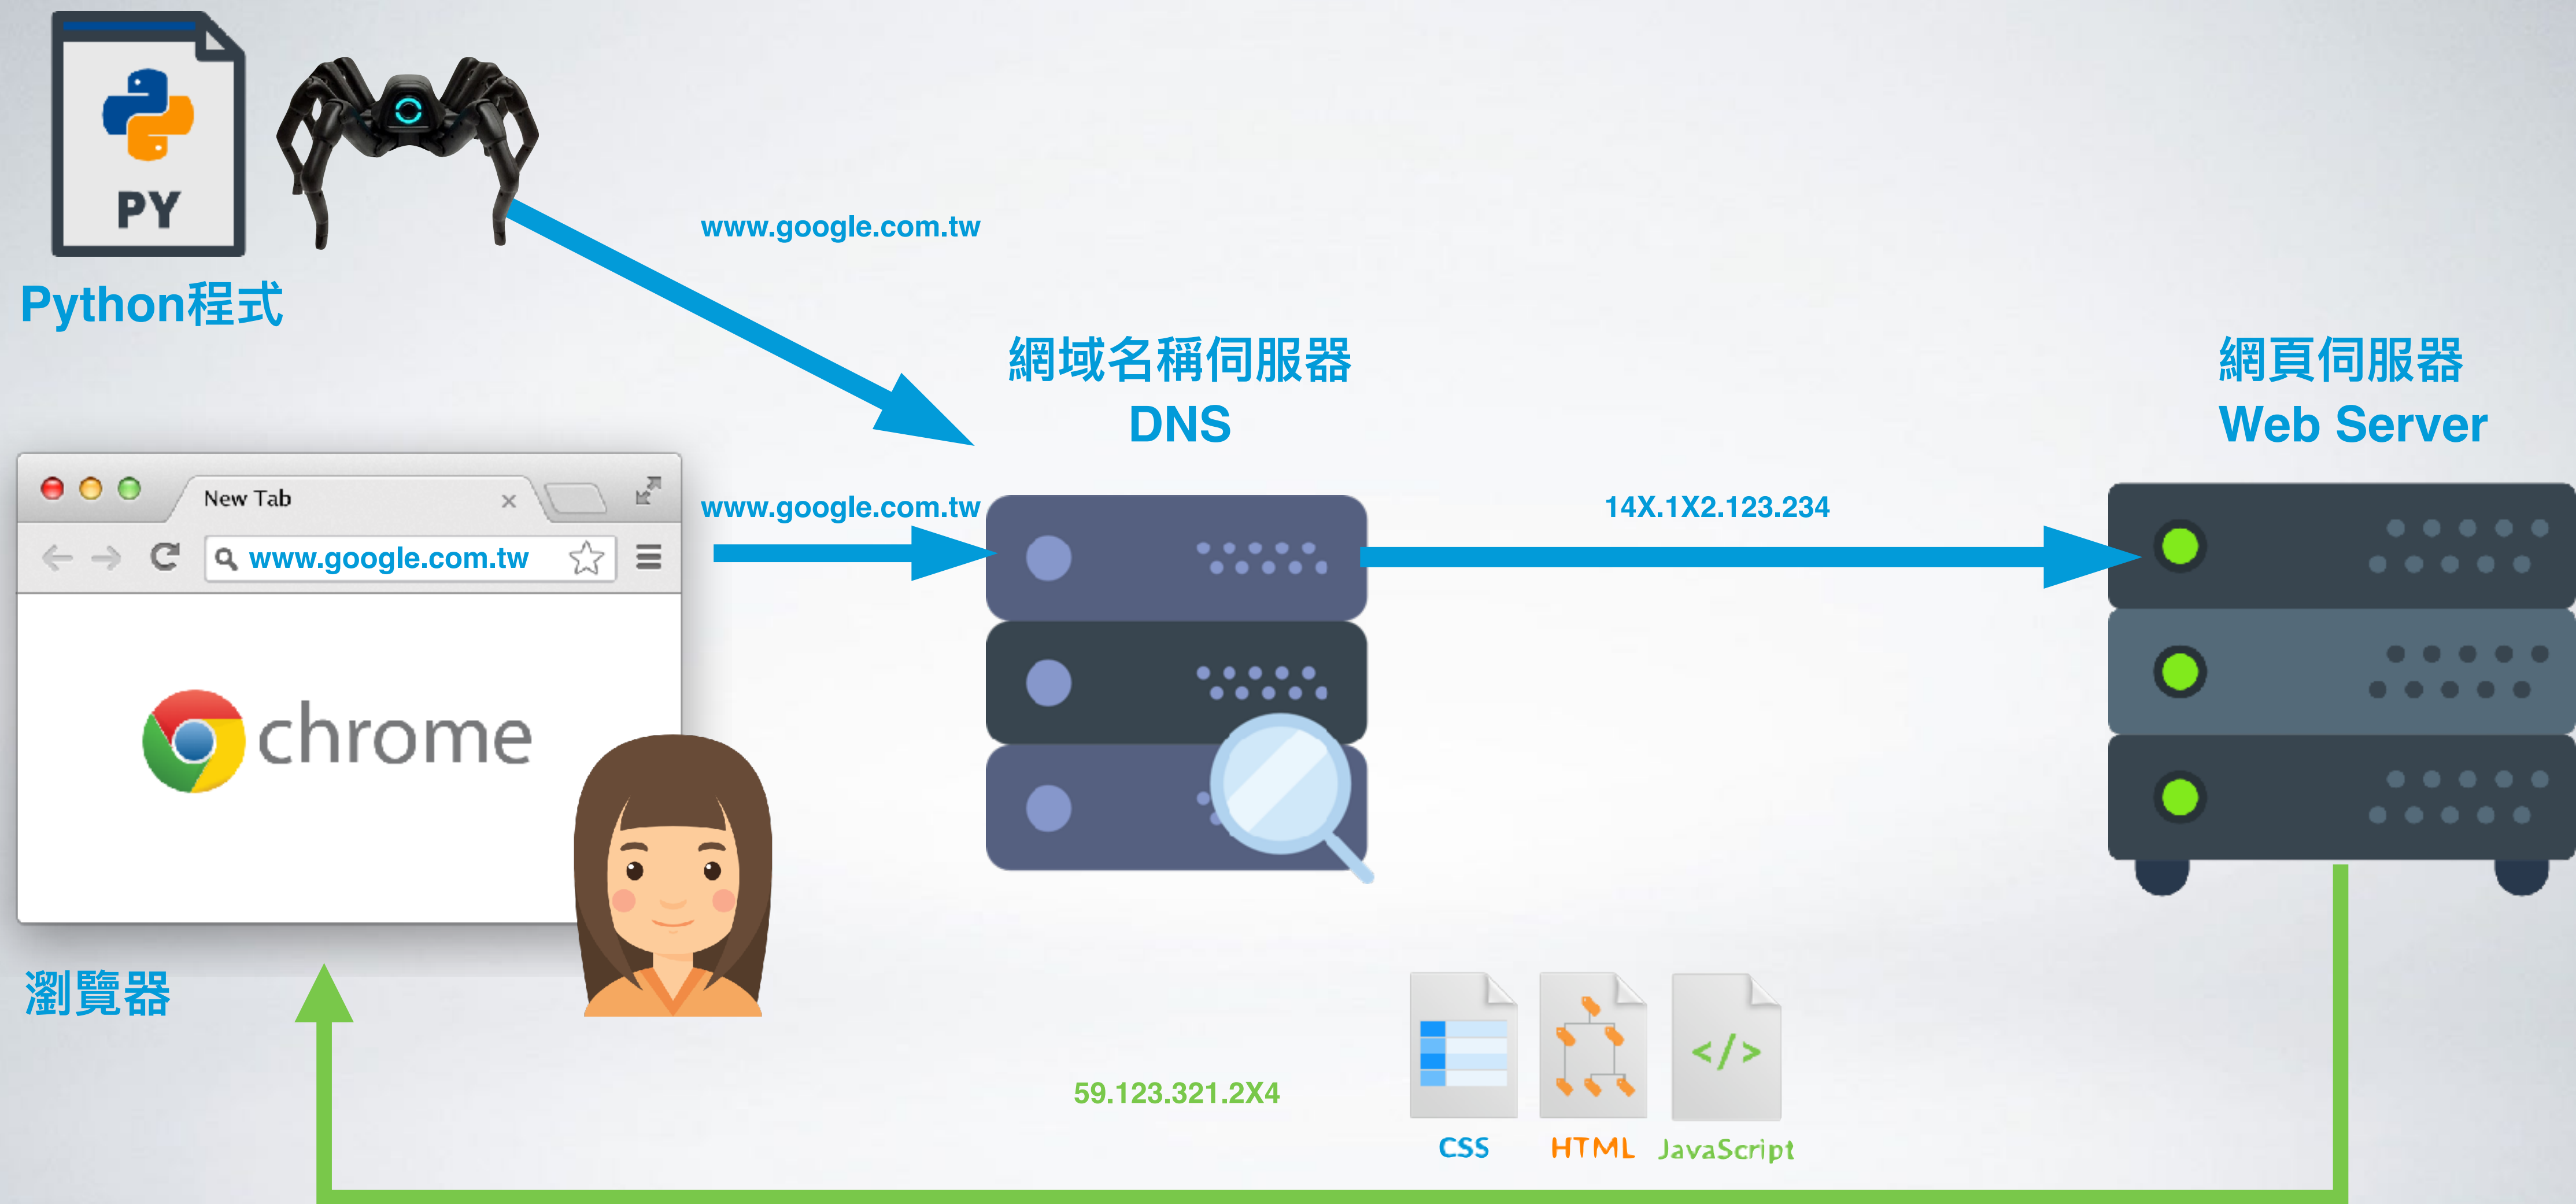 PY
Python程式
www.google.com.tw
網域名稱伺服器
DNS
網頁伺服器
Web Server
New Tab
www.google.com.tw
www.google.com.tw
14X.1X2.123.234
chrome
瀏覽器
59.123.321.2X4
</>
CSS
HTML
JavaScript